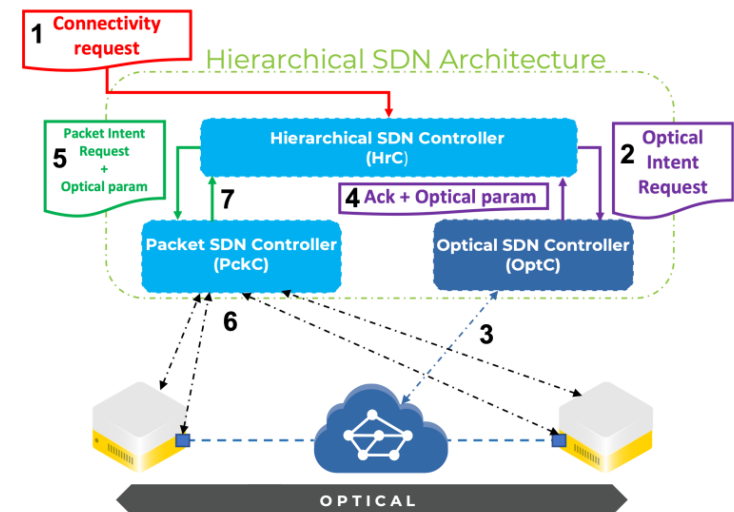 1 Connectivity
request
Hierarchical SDN Architecture
Packet Intent
Request
5
+
Optical param
Hierarchical SDN Controller
(HrC)
2 Optical
Intent
Request
7
4 Ack + Optical param
Packet SDN Controller
(PckC)
Optical SDN Controller
(OptC)
6
3
OPTICAL